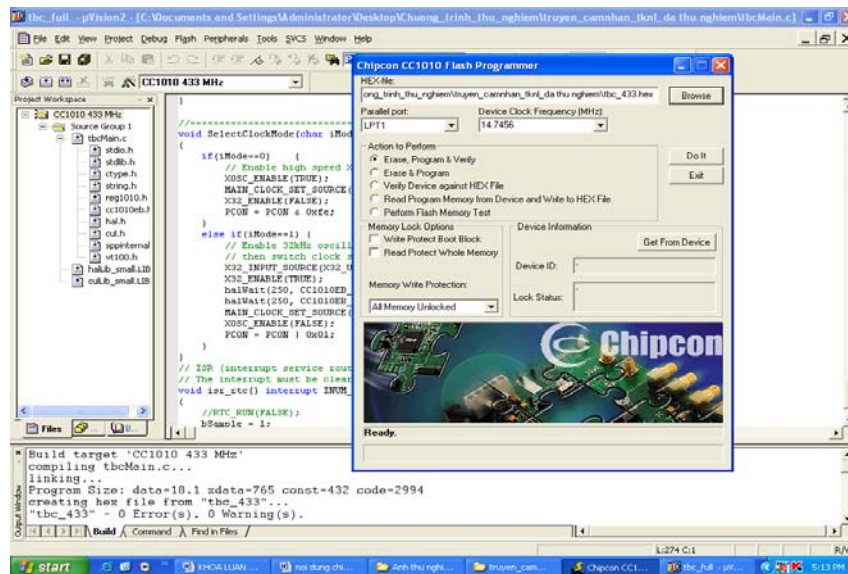 tbc_full - µVision2 - [C:\Documents and Settings\Administrator\Desktop\Chuong_trinh_thu_nghiem\truyen_camnhan_tknl_da thu nghiem\tbcMain.c]
File Edit View Project Debug Flash Peripherals Tools SVCS Window Help
CC1010 433 MHz
Project Workspace
CC1010 433 MHz
Source Group 1
tbcMain.c
stdio.h
stdlib.h
ctype.h
string.h
reg1010.h
cc1010eb.h
hal.h
cul.h
sppinternal
vt100.h
halLib_small.LIB
culLib_small.LIB
Files
}
void SelectClockMode(char iMod
{
if(iMode==0) {
// Enable high speed X
XOSC_ENABLE(TRUE);
MAIN_CLOCK_SET_SOURCE(
X32_ENABLE(FALSE);
PCON = PCON & 0xfe;
}
else if(iMode==1) {
// Enable 32kHz oscill
// then switch clock s
X32_INPUT_SOURCE(X32_U
X32_ENABLE(TRUE);
halWait(250, CC1010EB_
halWait(250, CC1010EB_
MAIN_CLOCK_SET_SOURCE(
XOSC_ENABLE(FALSE);
PCON = PCON | 0x01;
}
}
// ISR (interrupt service rout
// The interrupt must be clear
void isr_rtc() interrupt INUM_
{
//RTC_RUN(FALSE);
bSample = 1;
Chipcon CC1010 Flash Programmer
HEX-file:
ong_trinh_thu_nghiem\truyen_camnhan_tknl_da thu nghiem\tbc_433.hex
Browse
Parallel port:
Device Clock Frequency (MHz):
LPT1
14.7456
Action to Perform
Erase, Program & Verify
Erase & Program
Verify Device against HEX File
Read Program Memory from Device and Write to HEX File
Perform Flash Memory Test
Do It
Exit
Memory Lock Options
Write Protect Boot Block
Read Protect Whole Memory
Memory Write Protection:
All Memory Unlocked
Device Information
Get From Device
Device ID: -
Lock Status: -
Chipcon
Ready.
Build target 'CC1010 433 MHz'
compiling tbcMain.c...
linking...
Program Size: data=18.1 xdata=765 const=432 code=2994
creating hex file from "tbc_433"...
"tbc_433" - 0 Error(s), 0 Warning(s).
Output Window
Build Command Find in Files
L:274 C:1
R/W
start
KHOA LUAN ...
noi dung chi...
Anh thu nghi...
truyen_cam...
Chipcon CC1...
tbc_full - µV...
5:13 PM